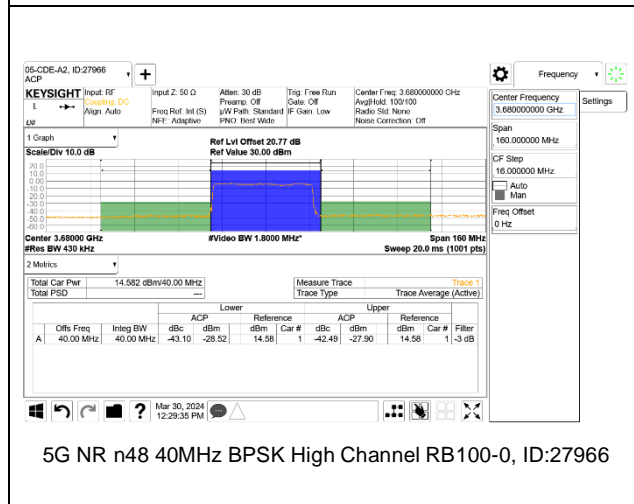 05-CDE-A2, ID:27966
ACP
Frequency
KEYSIGHT Input: RF Input Z: 50 Ω Atten: 30 dB Trig: Free Run Center Freq: 3.680000000 GHz
L Coupling: DC Preamp: Off Gate: Off Avg|Hold: 100/100
Align: Auto Freq Ref: Int (S) µW Path: Standard IF Gain: Low Radio Std: None
NFE: Adaptive PNO: Best Wide Noise Correction: Off
Center Frequency Settings
3.680000000 GHz
Span
160.000000 MHz
CF Step
16.000000 MHz
Auto
Man
Freq Offset
0 Hz
1 Graph
Scale/Div 10.0 dB Ref Lvl Offset 20.77 dB
Ref Value 30.00 dBm
20.0
10.0
0.00
-10.0
-20.0
-30.0
-40.0
-50.0
-60.0
Center 3.68000 GHz #Video BW 1.8000 MHz* Span 160 MHz
#Res BW 430 kHz Sweep 20.0 ms (1001 pts)
2 Metrics
Total Car Pwr 14.582 dBm/40.00 MHz Measure Trace Trace 1
Total PSD --- Trace Type Trace Average (Active)
Lower Upper
ACP Reference ACP Reference
Offs Freq Integ BW dBc dBm dBm Car # dBc dBm dBm Car # Filter
A 40.00 MHz 40.00 MHz -43.10 -28.52 14.58 1 -42.49 -27.90 14.58 1 -3 dB
? Mar 30, 2024
12:29:35 PM
5G NR n48 40MHz BPSK High Channel RB100-0, ID:27966